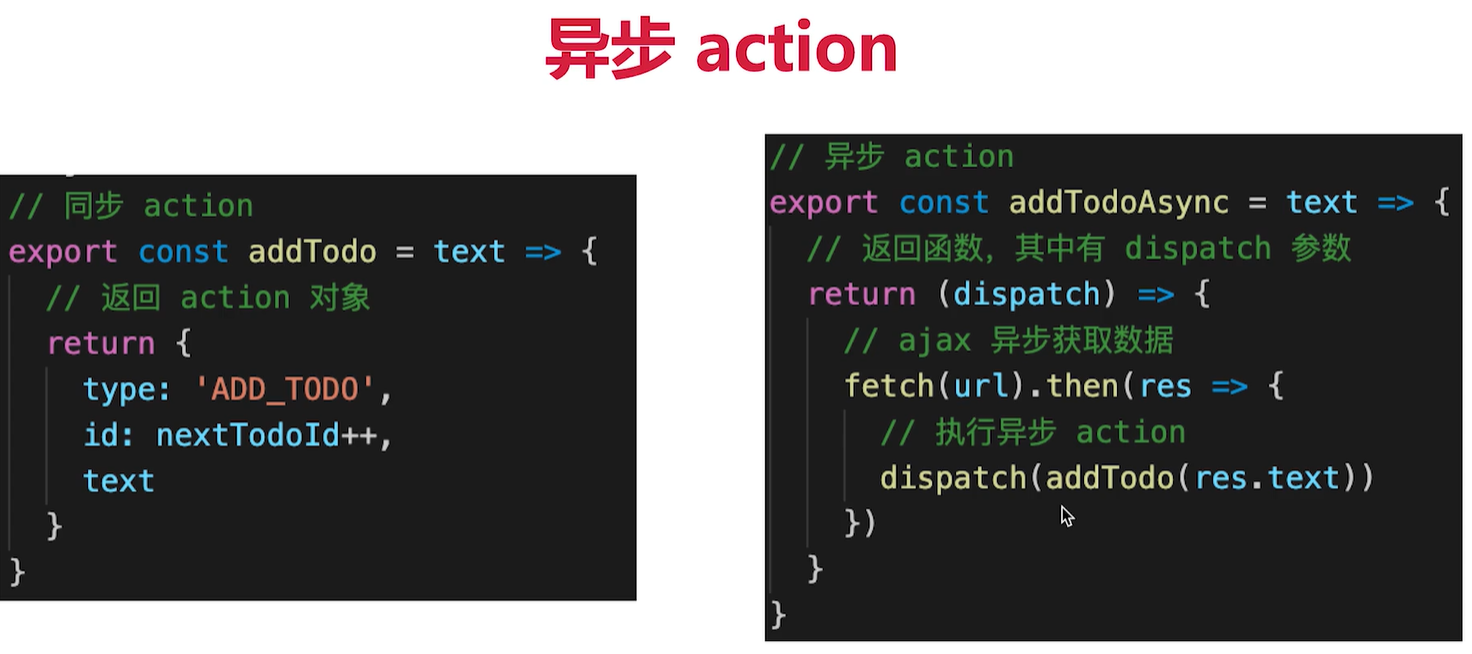 异步 action
// 同步 action
export const addTodo = text => {
// 返回 action 对象
return {
type: 'ADD_TODO',
id: nextTodoId++,
text
}
}
// 异步 action
export const addTodoAsync = text => {
// 返回函数，其中有 dispatch 参数
return (dispatch) => {
// ajax 异步获取数据
fetch(url).then(res => {
// 执行异步 action
dispatch(addTodo(res.text))
})
}
}